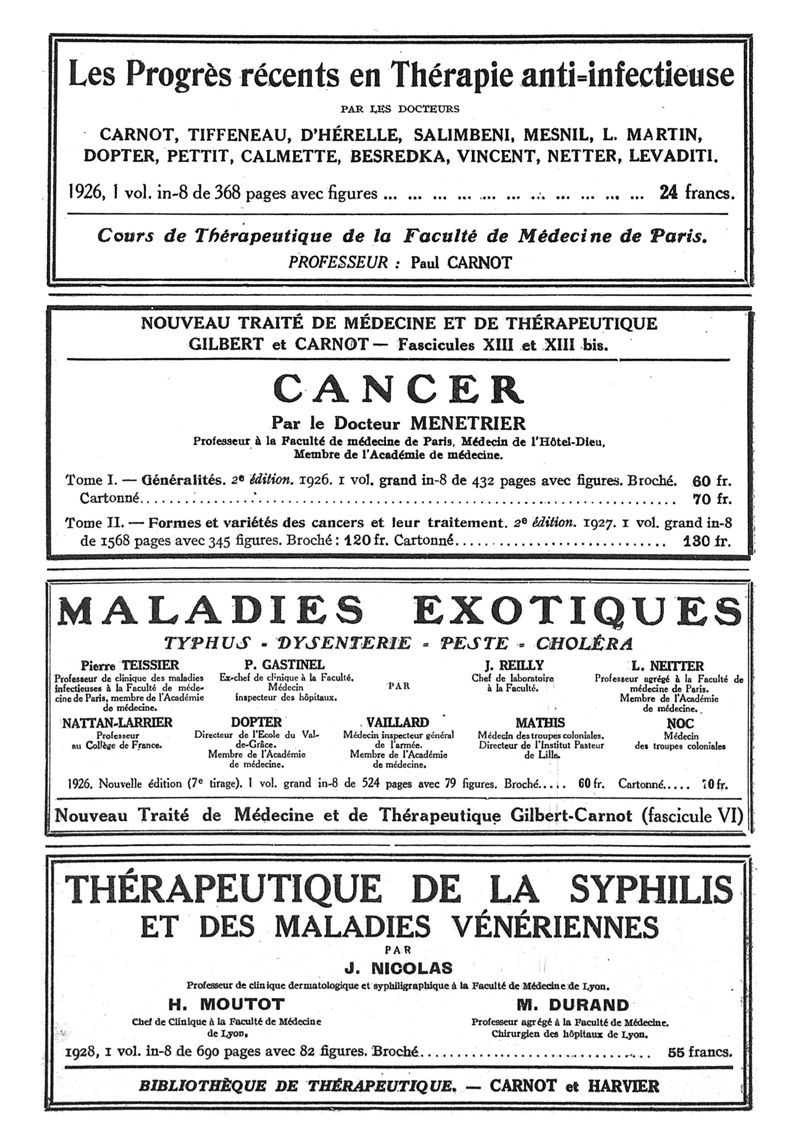 Les Progrès récents en Thérapie anti=infectieuse
PAR LES DOCTEURS
CARNOT, TIFFENEAU, D'HÉRELLE, SALIMBENI, MESNIL, L. MARTIN,
DOPTER, PETTIT, CALMETTE, BESREDKA, VINCENT, NETTER, LEVADITI.
1926, 1 vol. in-8 de 368 pages avec figures ... ... ... ... ... ... ... ... ... ... 24 francs.
Cours de Thérapeutique de la Faculté de Médecine de Paris.
PROFESSEUR : Paul CARNOT
NOUVEAU TRAITÉ DE MÉDECINE ET DE THÉRAPEUTIQUE
GILBERT et CARNOT — Fascicules XIII et XIII bis.
CANCER
Par le Docteur MENETRIER
Professeur à la Faculté de médecine de Paris, Médecin de l'Hôtel-Dieu,
Membre de l'Académie de médecine.
Tome I. — Généralités. 2e édition. 1926. 1 vol. grand in-8 de 432 pages avec figures. Broché. 60 fr.
Cartonné........................................ 70 fr.
Tome II. — Formes et variétés des cancers et leur traitement. 2e édition. 1927. 1 vol. grand in-8
de 1568 pages avec 345 figures. Broché : 120 fr. Cartonné.............................. 130 fr.
MALADIES EXOTIQUES
TYPHUS - DYSENTERIE - PESTE - CHOLÉRA
PAR
Pierre TEISSIER
Professeur de clinique des maladies
infectieuses à la Faculté de méde-
cine de Paris, membre de l'Académie
de médecine.
P. GASTINEL
Ex-chef de clinique à la Faculté.
Médecin
inspecteur des hôpitaux.
J. REILLY
Chef de laboratoire
à la Faculté.
L. NEITTER
Professeur agrégé à la Faculté de
médecine de Paris.
Membre de l'Académie
de médecine.
NATTAN-LARRIER
Professeur
au Collège de France.
DOPTER
Directeur de l'Ecole du Val-
de-Grâce.
Membre de l'Académie
de médecine.
VAILLARD
Médecin inspecteur général
de l'armée.
Membre de l'Académie
de médecine.
MATHIS
Médecin des troupes coloniales.
Directeur de l'Institut Pasteur
de Lille.
NOC
Médecin
des troupes coloniales
1926. Nouvelle édition (7e tirage). 1 vol. grand in-8 de 524 pages avec 79 figures. Broché..... 60 fr. Cartonné..... 70 fr.
Nouveau Traité de Médecine et de Thérapeutique Gilbert-Carnot (fascicule VI)
THÉRAPEUTIQUE DE LA SYPHILIS
ET DES MALADIES VÉNÉRIENNES
PAR
J. NICOLAS
Professeur de clinique dermatologique et syphiligraphique à la Faculté de Médecine de Lyon.
H. MOUTOT
Chef de Clinique à la Faculté de Médecine
de Lyon.
M. DURAND
Professeur agrégé à la Faculté de Médecine.
Chirurgien des hôpitaux de Lyon.
1928, 1 vol. in-8 de 690 pages avec 82 figures. Broché.............................. 55 francs.
BIBLIOTHÈQUE DE THÉRAPEUTIQUE. — CARNOT et HARVIER